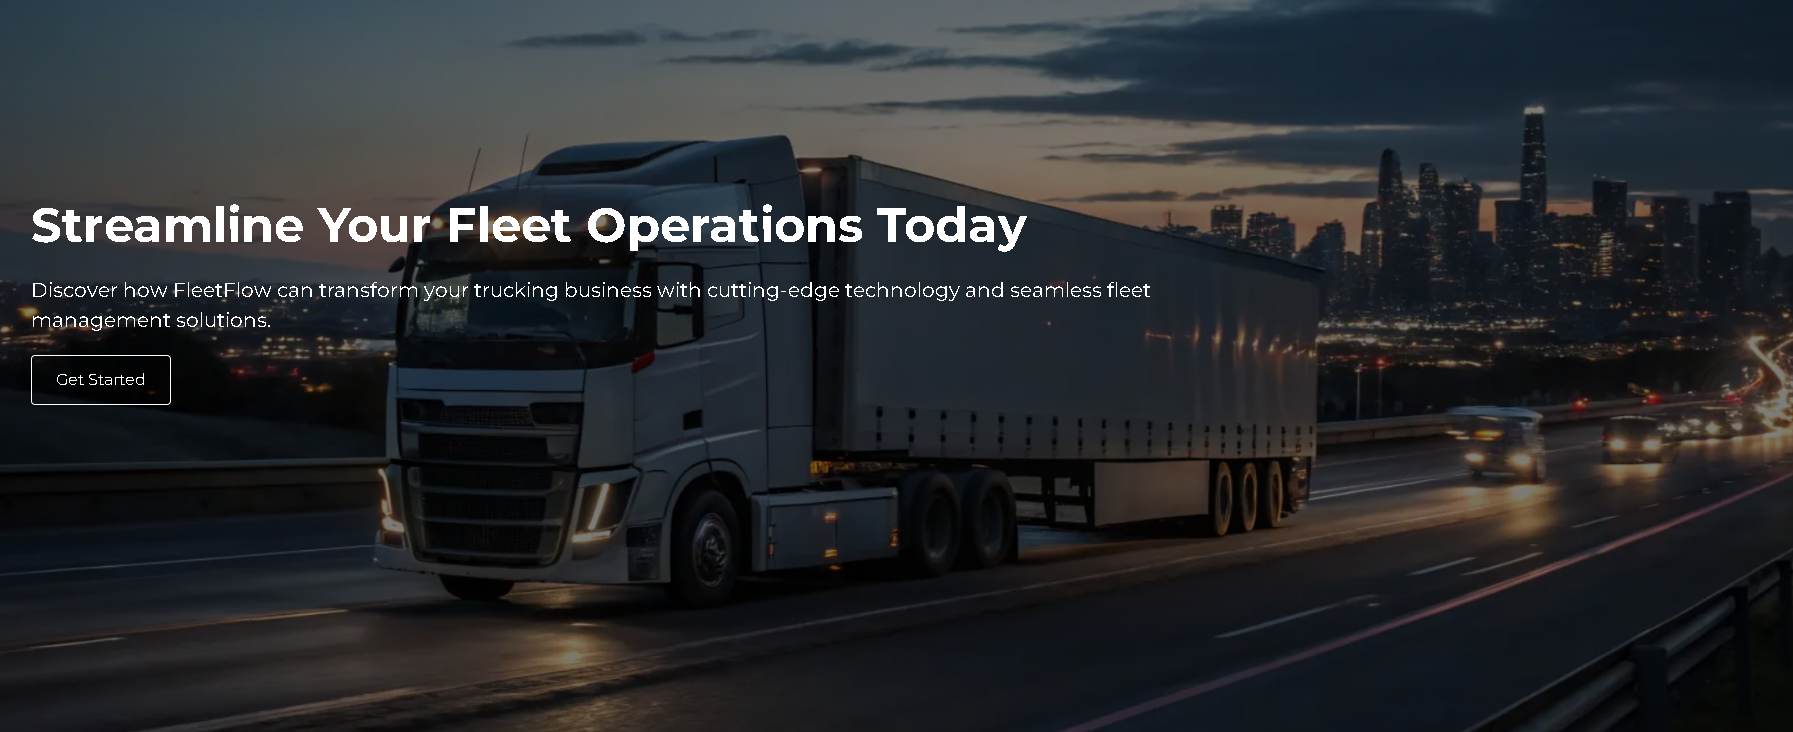 Streamline Your Fleet Operations Today
Discover how FleetFlow can transform your trucking business with cutting-edge technology and seamless fleet
management solutions.
Get Started